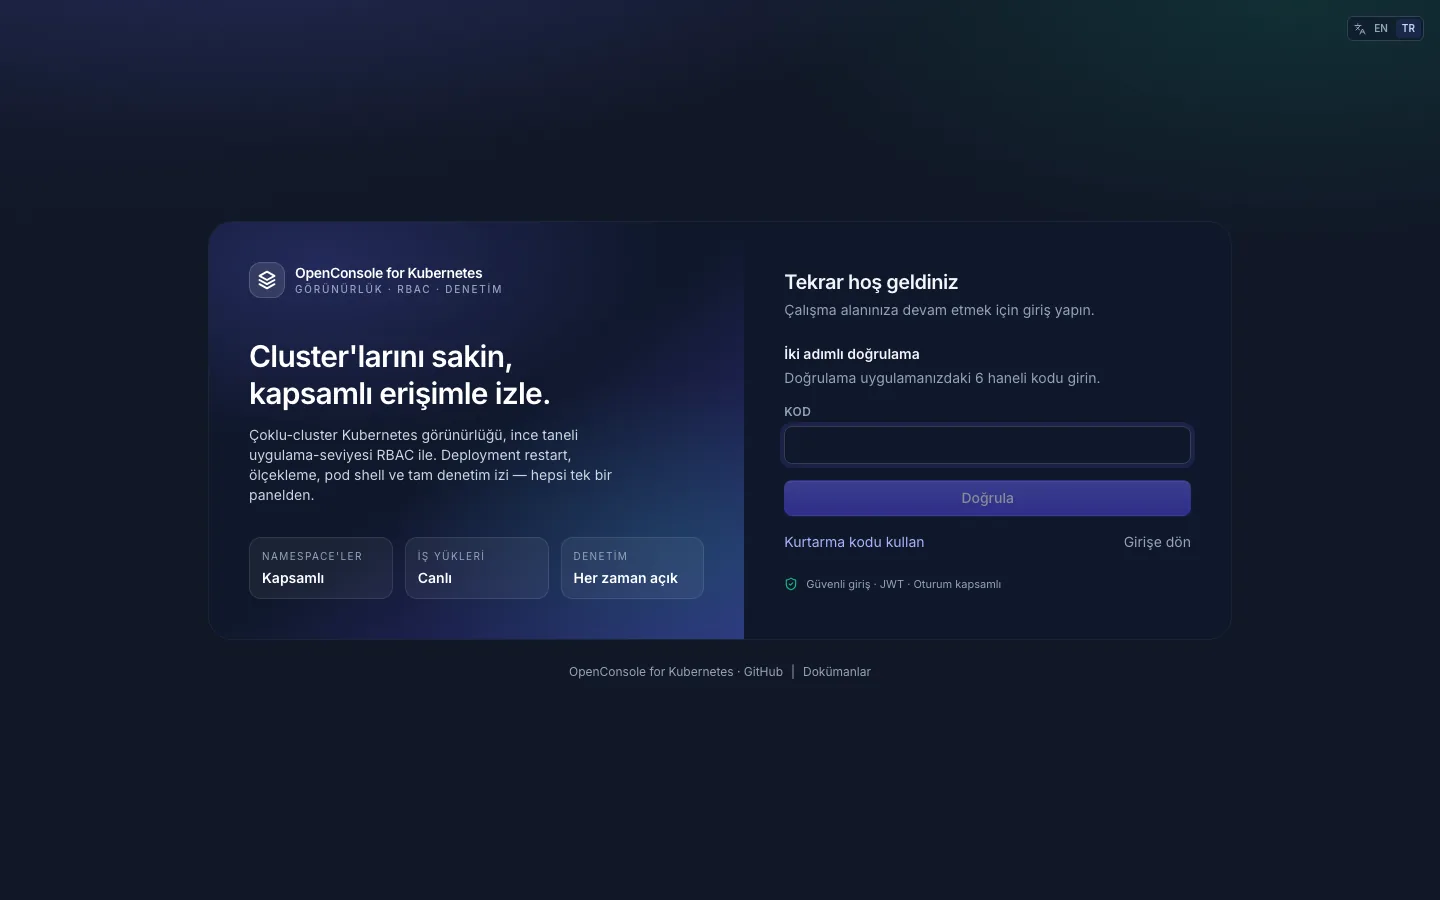 EN TR
OpenConsole for Kubernetes
GÖRÜNÜRLÜK · RBAC · DENETİM
Cluster'larını sakin,
kapsamlı erişimle izle.
Çoklu-cluster Kubernetes görünürlüğü, ince taneli
uygulama-seviyesi RBAC ile. Deployment restart,
ölçekleme, pod shell ve tam denetim izi — hepsi tek bir
panelden.
NAMESPACE'LER
Kapsamlı
İŞ YÜKLERİ
Canlı
DENETİM
Her zaman açık
Tekrar hoş geldiniz
Çalışma alanınıza devam etmek için giriş yapın.
İki adımlı doğrulama
Doğrulama uygulamanızdaki 6 haneli kodu girin.
KOD
Doğrula
Kurtarma kodu kullan
Girişe dön
Güvenli giriş · JWT · Oturum kapsamlı
OpenConsole for Kubernetes · GitHub | Dokümanlar